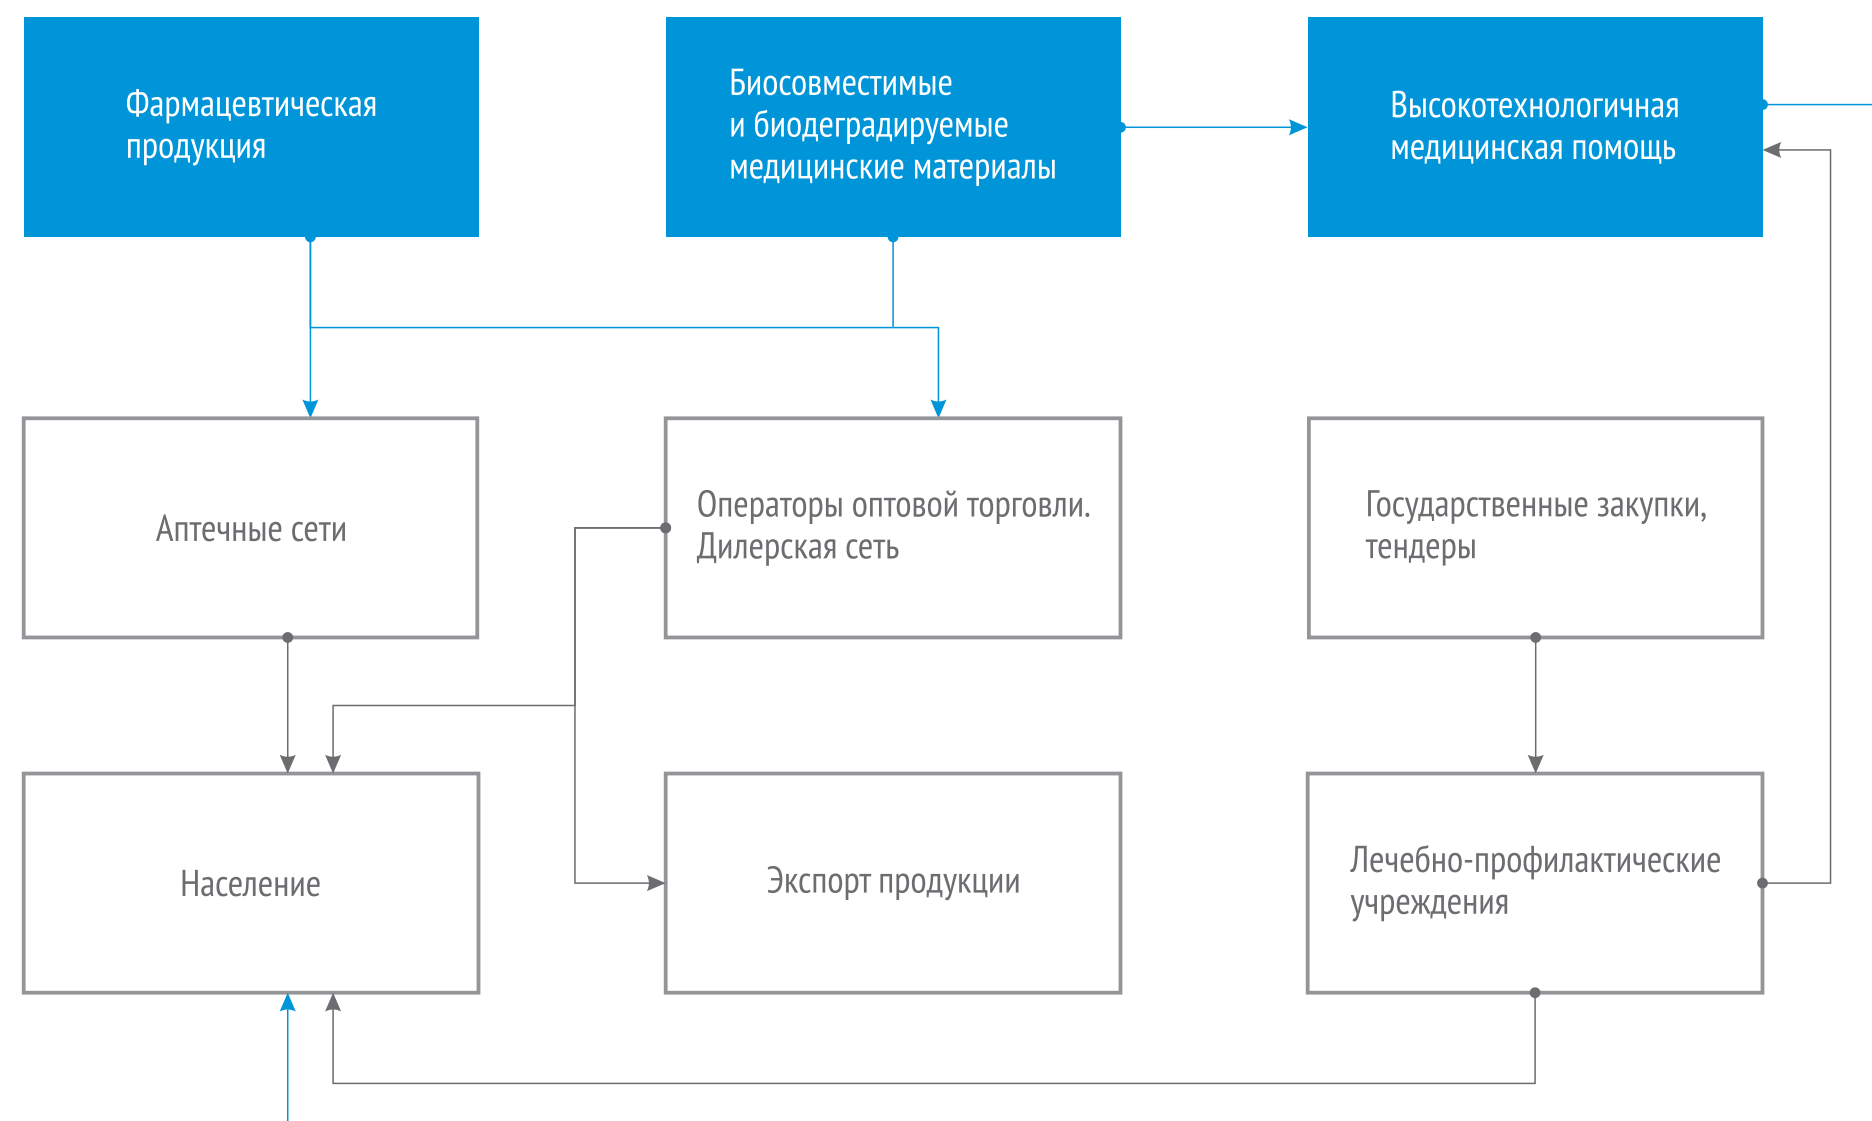 Фармацевтическая
продукция
Биосовместимые
и биодеградируемые
медицинские материалы
Высокотехнологичная
медицинская помощь
Аптечные сети
Операторы оптовой торговли.
Дилерская сеть
Государственные закупки,
тендеры
Население
Экспорт продукции
Лечебно-профилактические
учреждения